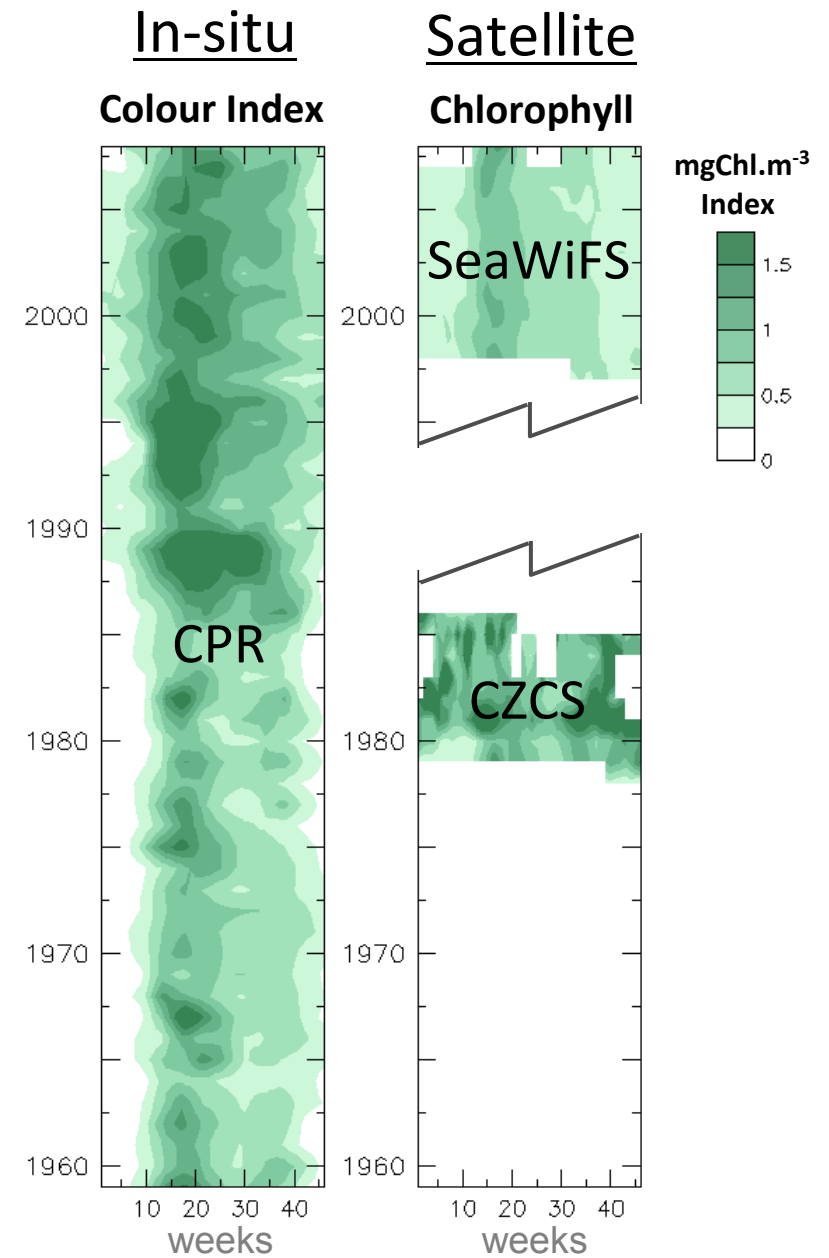 In-situ
Satellite
Colour Index
Chlorophyll
mgChl.m-3
Index
1.5
1
0.5
0
2000
1990
1980
1970
1960
CPR
10 20 30 40
weeks
2000
1980
1970
1960
SeaWiFS
CZCS
10 20 30 40
weeks